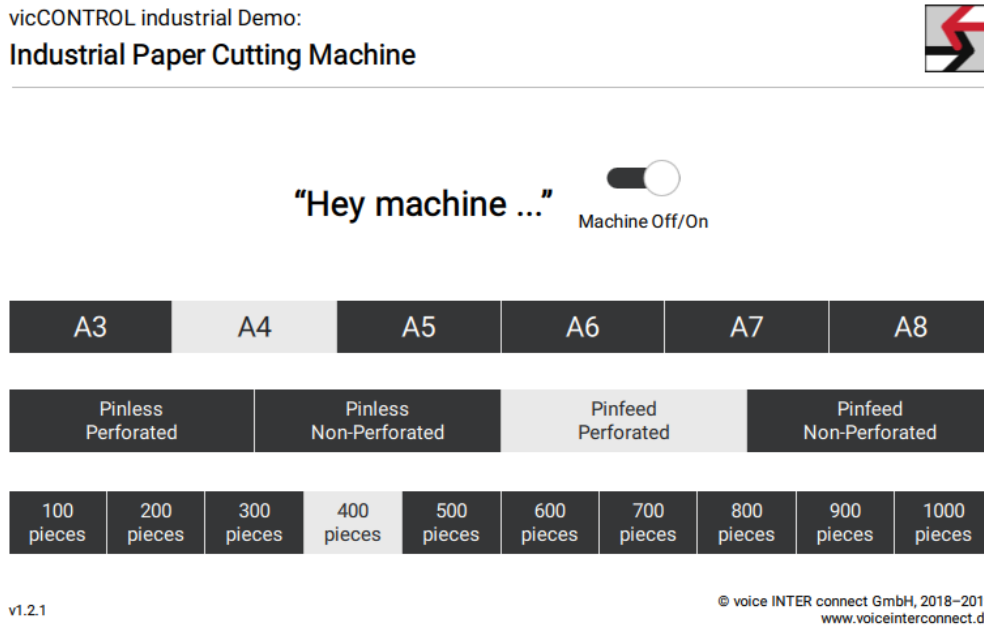 vicCONTROL industrial Demo:
Industrial Paper Cutting Machine
“Hey machine ...”
Machine Off/On
A3 A4 A5 A6 A7 A8
Pinless Pinless Pinfeed Pinfeed
Perforated Non-Perforated Perforated Non-Perforated
100 200 300 400 500 600 700 800 900 1000
pieces pieces pieces pieces pieces pieces pieces pieces pieces pieces
v1.2.1
© voice INTER connect GmbH, 2018–201
www.voiceinterconnect.d